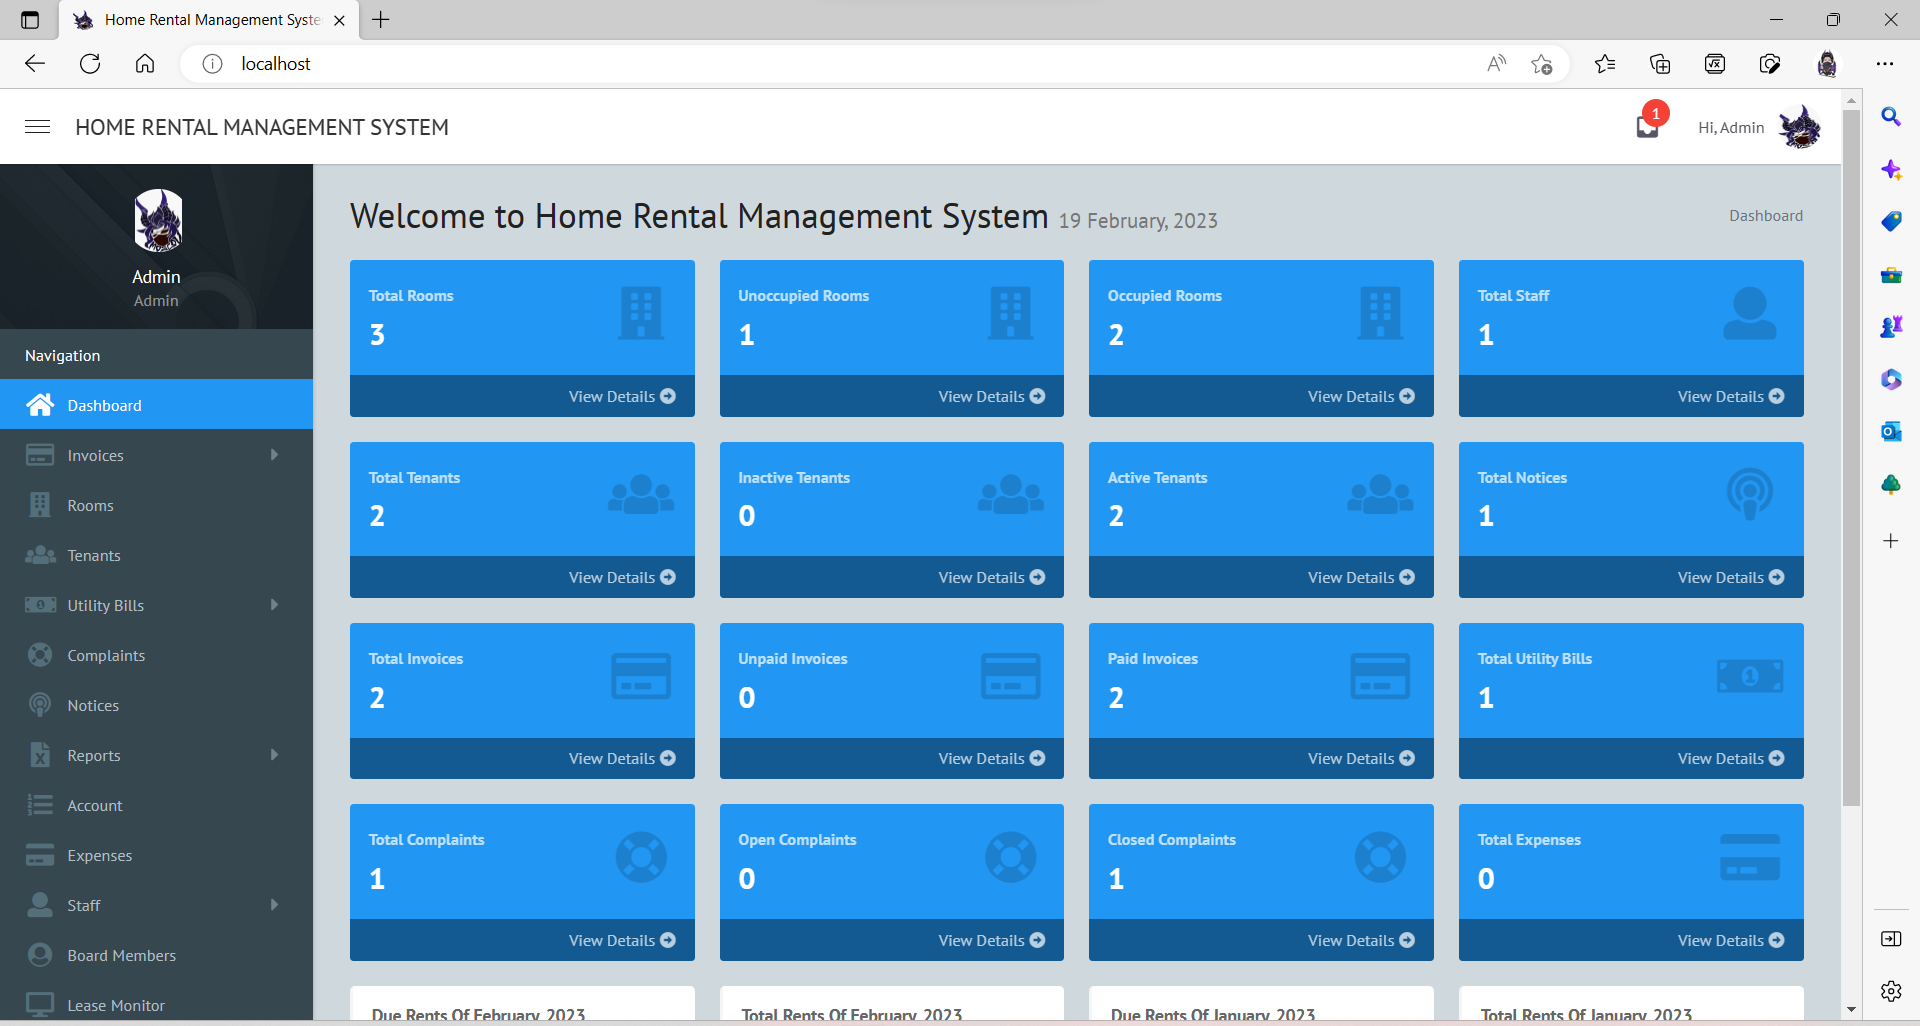 Home Rental Management Syste
localhost
HOME RENTAL MANAGEMENT SYSTEM
1
Hi, Admin
Admin
Admin
Navigation
Dashboard
Invoices
Rooms
Tenants
Utility Bills
Complaints
Notices
Reports
Account
Expenses
Staff
Board Members
Lease Monitor
Welcome to Home Rental Management System 19 February, 2023
Dashboard
Total Rooms
3
View Details
Unoccupied Rooms
1
View Details
Occupied Rooms
2
View Details
Total Staff
1
View Details
Total Tenants
2
View Details
Inactive Tenants
0
View Details
Active Tenants
2
View Details
Total Notices
1
View Details
Total Invoices
2
View Details
Unpaid Invoices
0
View Details
Paid Invoices
2
View Details
Total Utility Bills
1
View Details
Total Complaints
1
View Details
Open Complaints
0
View Details
Closed Complaints
1
View Details
Total Expenses
0
View Details
Due Rents Of February, 2023
Total Rents Of February, 2023
Due Rents Of January, 2023
Total Rents Of January, 2023